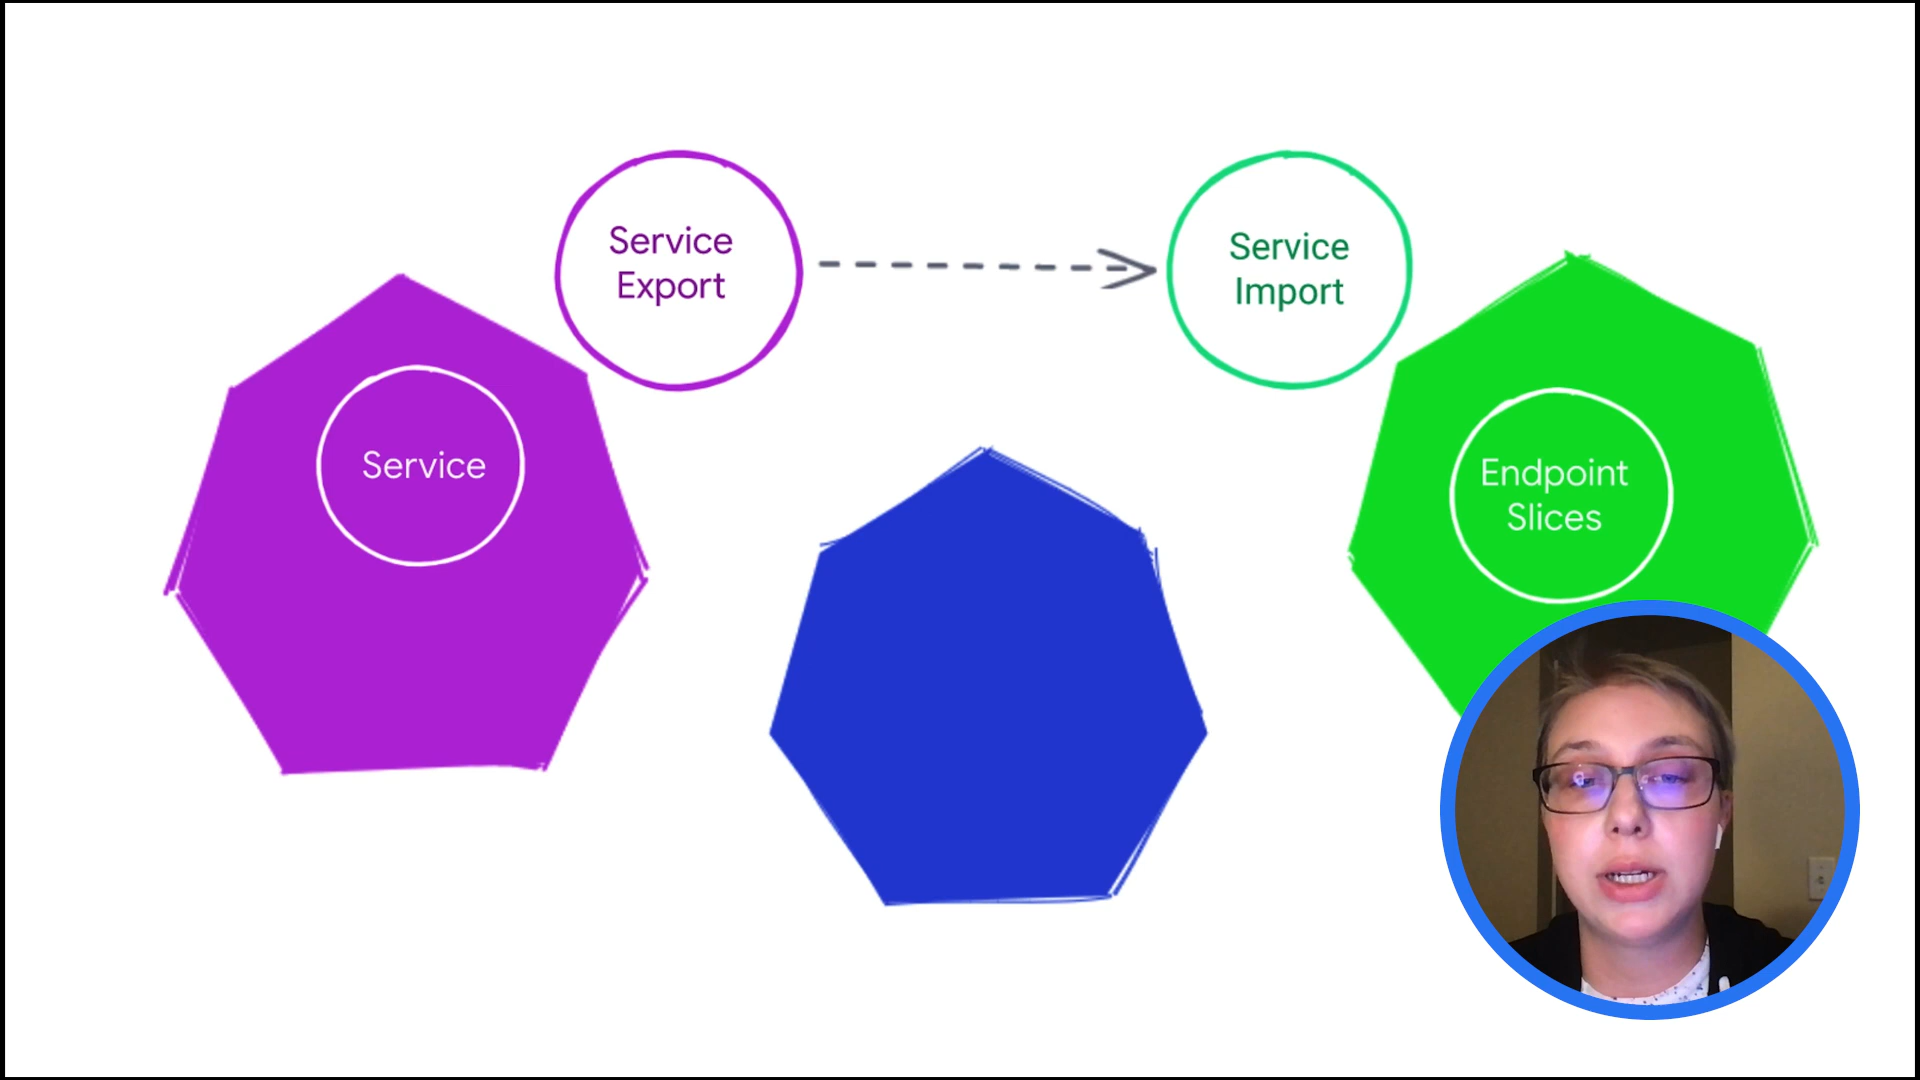 Service
Export
Service
Import
Service
Endpoint
Slices